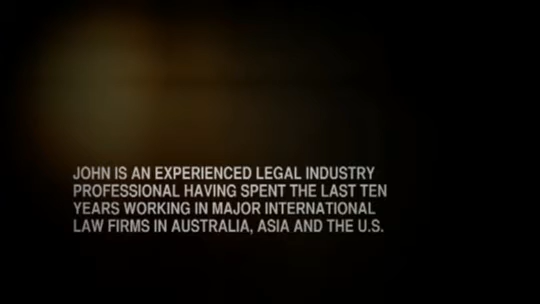 JOHN IS AN EXPERIENCED LEGAL INDUSTRY
PROFESSIONAL HAVING SPENT THE LAST TEN
YEARS WORKING IN MAJOR INTERNATIONAL
LAW FIRMS IN AUSTRALIA, ASIA AND THE U.S.